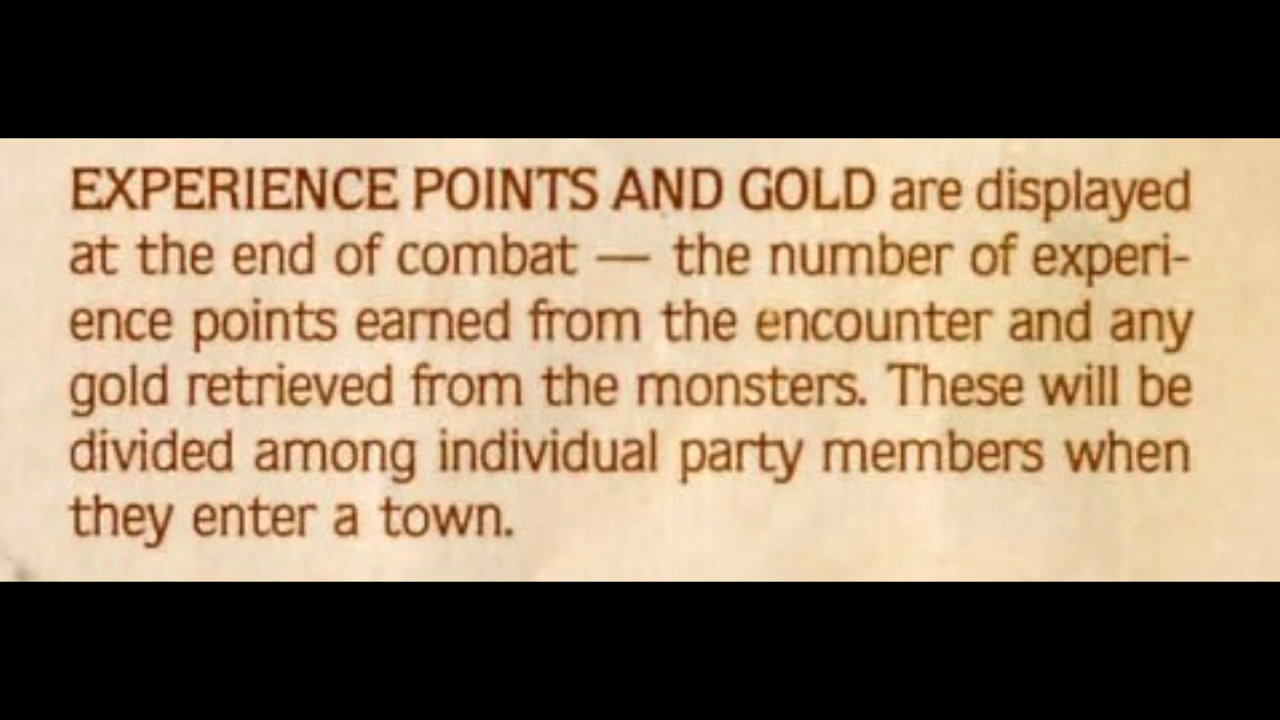 EXPERIENCE POINTS AND GOLD are displayed
at the end of combat — the number of experi-
ence points earned from the encounter and any
gold retrieved from the monsters. These will be
divided among individual party members when
they enter a town.